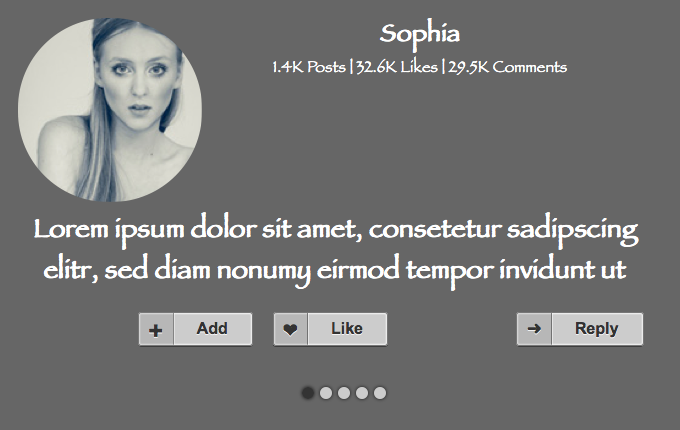 Sophia
1.4K Posts | 32.6K Likes | 29.5K Comments
Lorem ipsum dolor sit amet, consetetur sadipscing
elitr, sed diam nonumy eirmod tempor invidunt ut
Add Like Reply